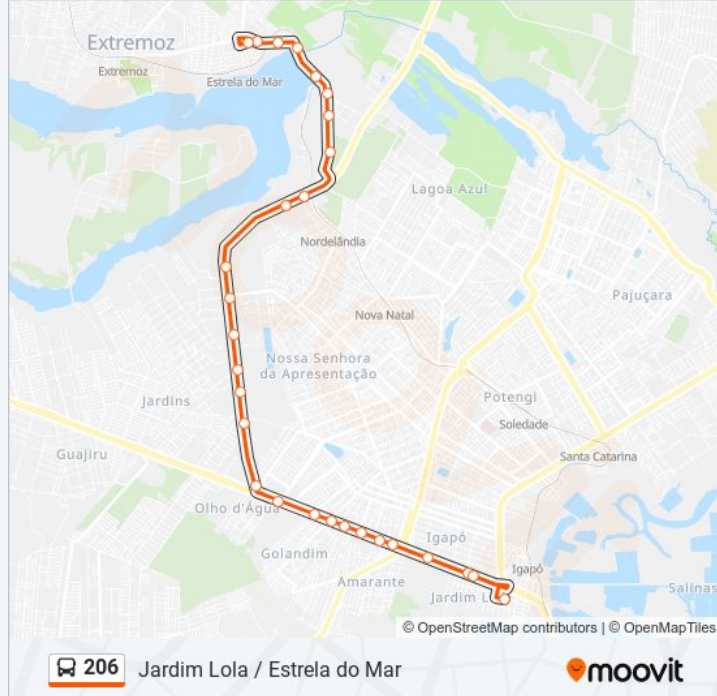 Extremoz
Extremoz
Estrela do Mar
Lagoa Azul
Nordelândia
Pajuçara
Nova Natal
Nossa Senhora
da Apresentação
Jardins
Potengi
Soledade
Guajiru
Santa Catarina
Olho d'Água
Igapó
Golandim
Igapó
Amarante
Jardim L
Salinas
© OpenStreetMap contributors | © OpenMapTiles
206 Jardim Lola / Estrela do Mar
moovit